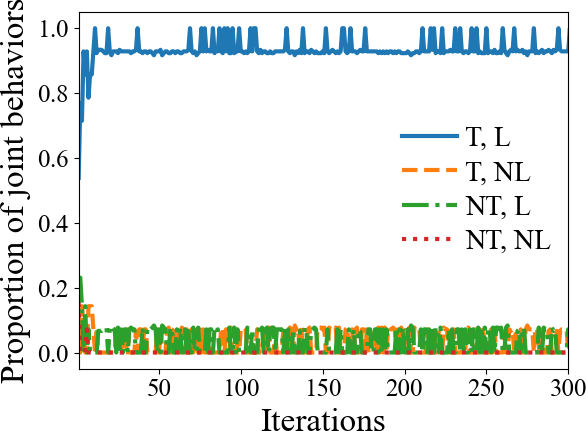 Proportion of joint behaviors
1.0
0.8
0.6
0.4
0.2
0.0
T, L
T, NL
NT, L
NT, NL
50 100 150 200 250 300
Iterations